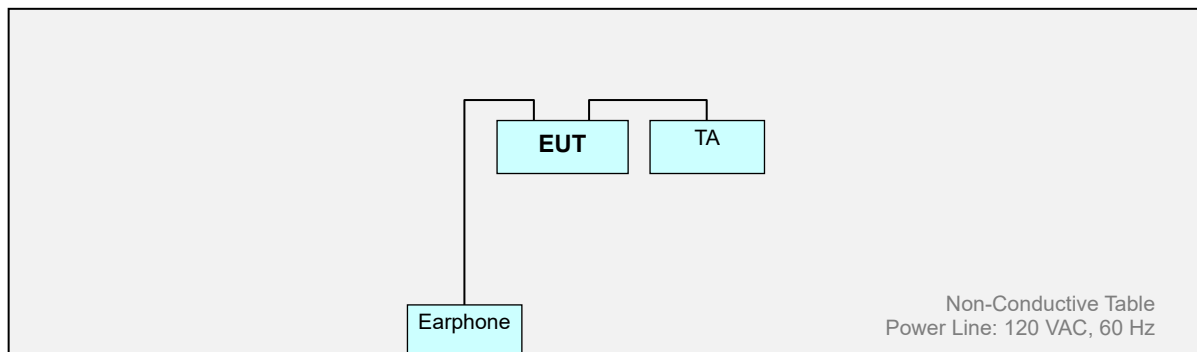 EUT
TA
Earphone
Non-Conductive Table
Power Line: 120 VAC, 60 Hz